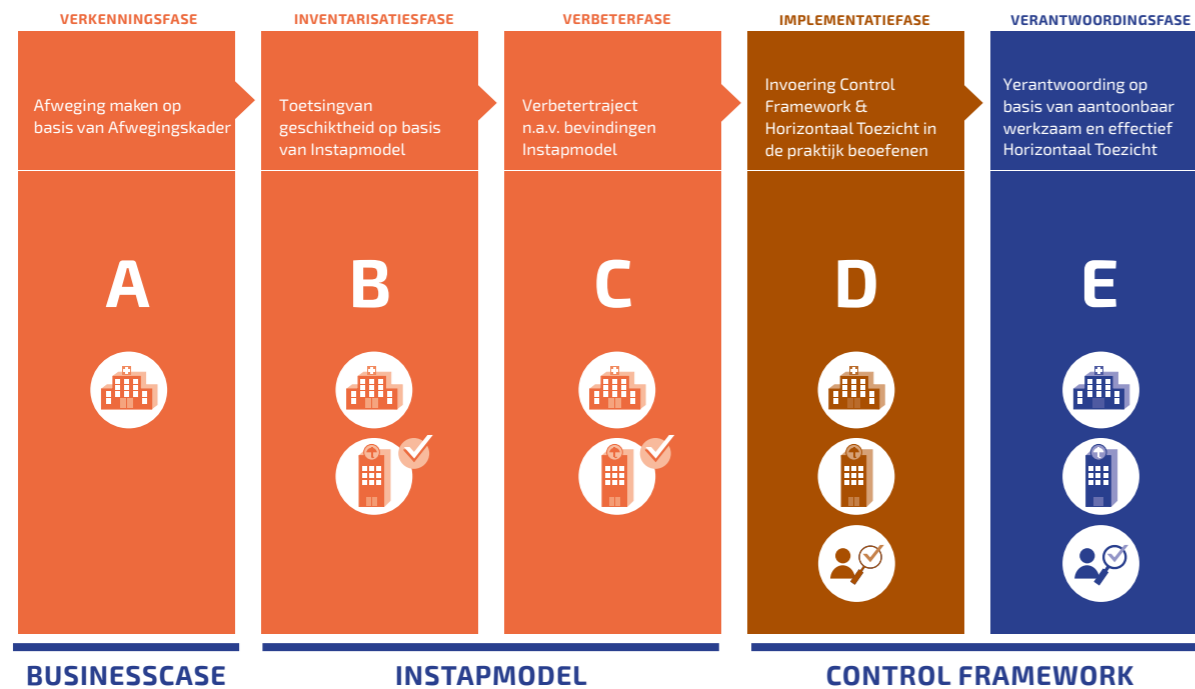 VERKENNINGSFASE
Afweging maken op
basis van Afwegingskader
A
INVENTARISATIESFASE
Toetsingvan
geschiktheid op basis
van Instapmodel
B
VERBETERFASE
Verbetertraject
n.a.v. bevindingen
Instapmodel
C
IMPLEMENTATIEFASE
Invoering Control
Framework &
Horizontaal Toezicht in
de praktijk beoefenen
D
VERANTWOORDINGSFASE
Yerantwoording op
basis van aantoonbaar
werkzaam en effectief
Horizontaal Toezicht
E
BUSINESSCASE
INSTAPMODEL
CONTROL FRAMEWORK